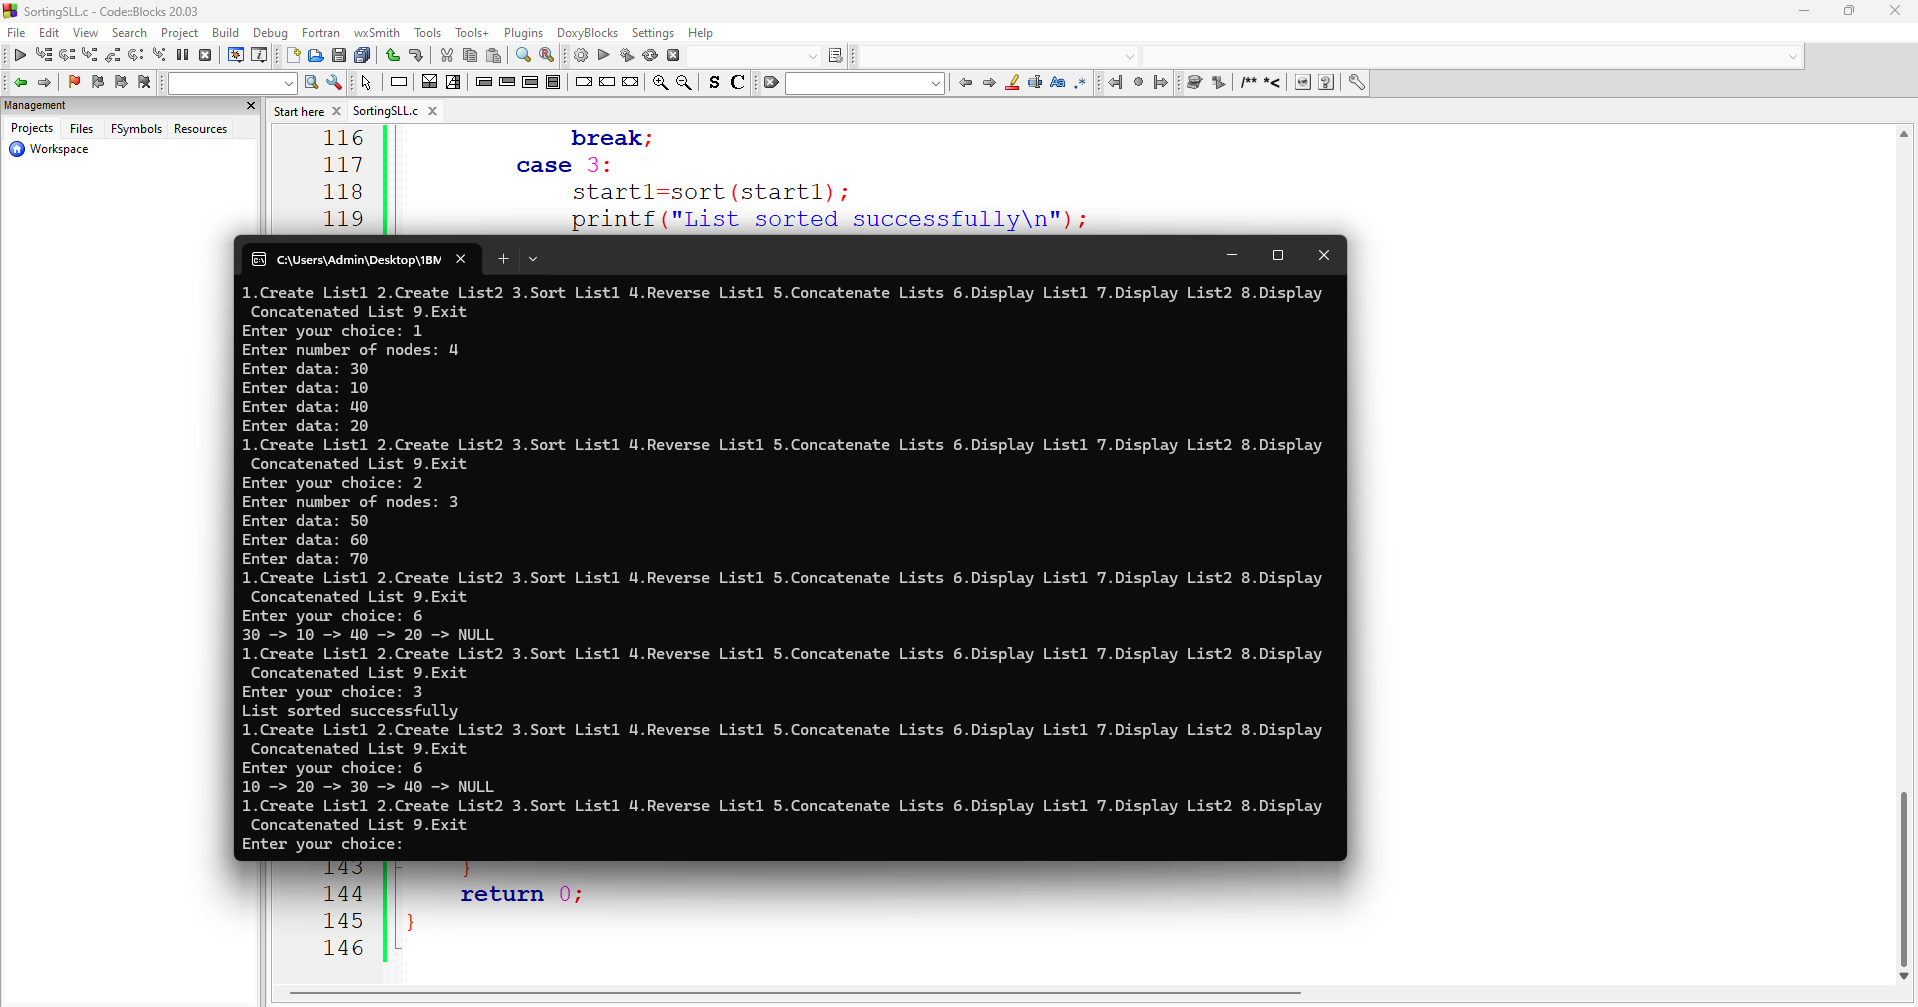 SortingSLL.c - Code::Blocks 20.03
File Edit View Search Project Build Debug Fortran wxSmith Tools Tools+ Plugins DoxyBlocks Settings Help
S C
/** *<
Management
Start here SortingSLL.c
Projects Files FSymbols Resources
Workspace
116 break;
117 case 3:
118 start1=sort(start1);
119 printf("List sorted successfully\n");
C:\Users\Admin\Desktop\1BM
1.Create List1 2.Create List2 3.Sort List1 4.Reverse List1 5.Concatenate Lists 6.Display List1 7.Display List2 8.Display
Concatenated List 9.Exit
Enter your choice: 1
Enter number of nodes: 4
Enter data: 30
Enter data: 10
Enter data: 40
Enter data: 20
1.Create List1 2.Create List2 3.Sort List1 4.Reverse List1 5.Concatenate Lists 6.Display List1 7.Display List2 8.Display
Concatenated List 9.Exit
Enter your choice: 2
Enter number of nodes: 3
Enter data: 50
Enter data: 60
Enter data: 70
1.Create List1 2.Create List2 3.Sort List1 4.Reverse List1 5.Concatenate Lists 6.Display List1 7.Display List2 8.Display
Concatenated List 9.Exit
Enter your choice: 6
30 -> 10 -> 40 -> 20 -> NULL
1.Create List1 2.Create List2 3.Sort List1 4.Reverse List1 5.Concatenate Lists 6.Display List1 7.Display List2 8.Display
Concatenated List 9.Exit
Enter your choice: 3
List sorted successfully
1.Create List1 2.Create List2 3.Sort List1 4.Reverse List1 5.Concatenate Lists 6.Display List1 7.Display List2 8.Display
Concatenated List 9.Exit
Enter your choice: 6
10 -> 20 -> 30 -> 40 -> NULL
1.Create List1 2.Create List2 3.Sort List1 4.Reverse List1 5.Concatenate Lists 6.Display List1 7.Display List2 8.Display
Concatenated List 9.Exit
Enter your choice:
143 }
144 return 0;
145 }
146